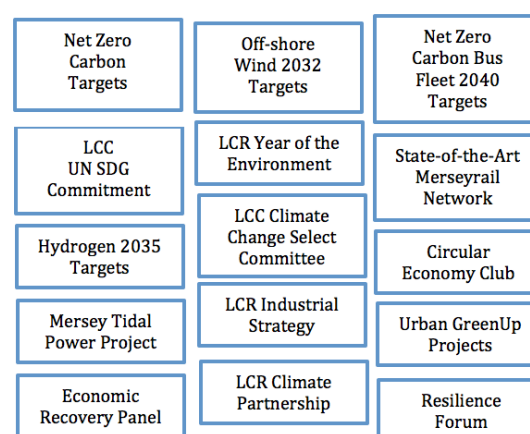 Net Zero
Carbon
Targets
Off-shore
Wind 2032
Targets
Net Zero
Carbon Bus
Fleet 2040
Targets
LCC
UN SDG
Commitment
LCR Year of the
Environment
State-of-the-Art
Merseyrail
Network
Hydrogen 2035
Targets
LCC Climate
Change Select
Committee
Circular
Economy Club
Mersey Tidal
Power Project
LCR Industrial
Strategy
Urban GreenUp
Projects
Economic
Recovery Panel
LCR Climate
Partnership
Resilience
Forum